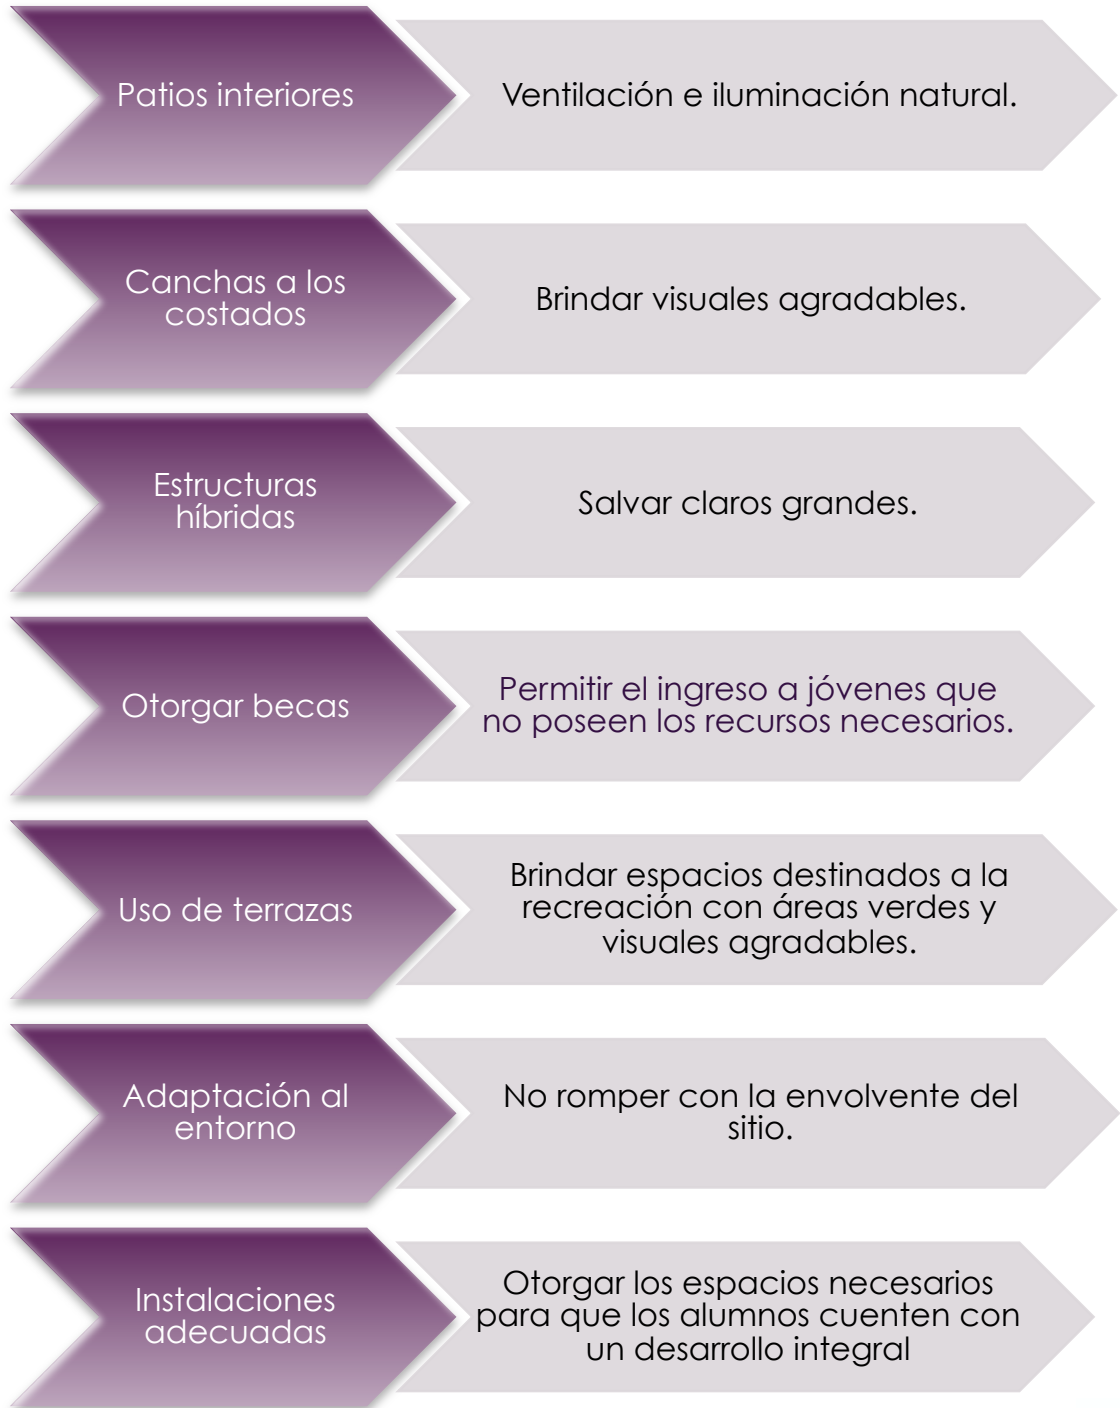 Patios interiores
Ventilación e iluminación natural.
Canchas a los
costados
Brindar visuales agradables.
Estructuras
híbridas
Salvar claros grandes.
Otorgar becas
Permitir el ingreso a jóvenes que
no poseen los recursos necesarios.
Uso de terrazas
Brindar espacios destinados a la
recreación con áreas verdes y
visuales agradables.
Adaptación al
entorno
No romper con la envolvente del
sitio.
Instalaciones
adecuadas
Otorgar los espacios necesarios
para que los alumnos cuenten con
un desarrollo integral